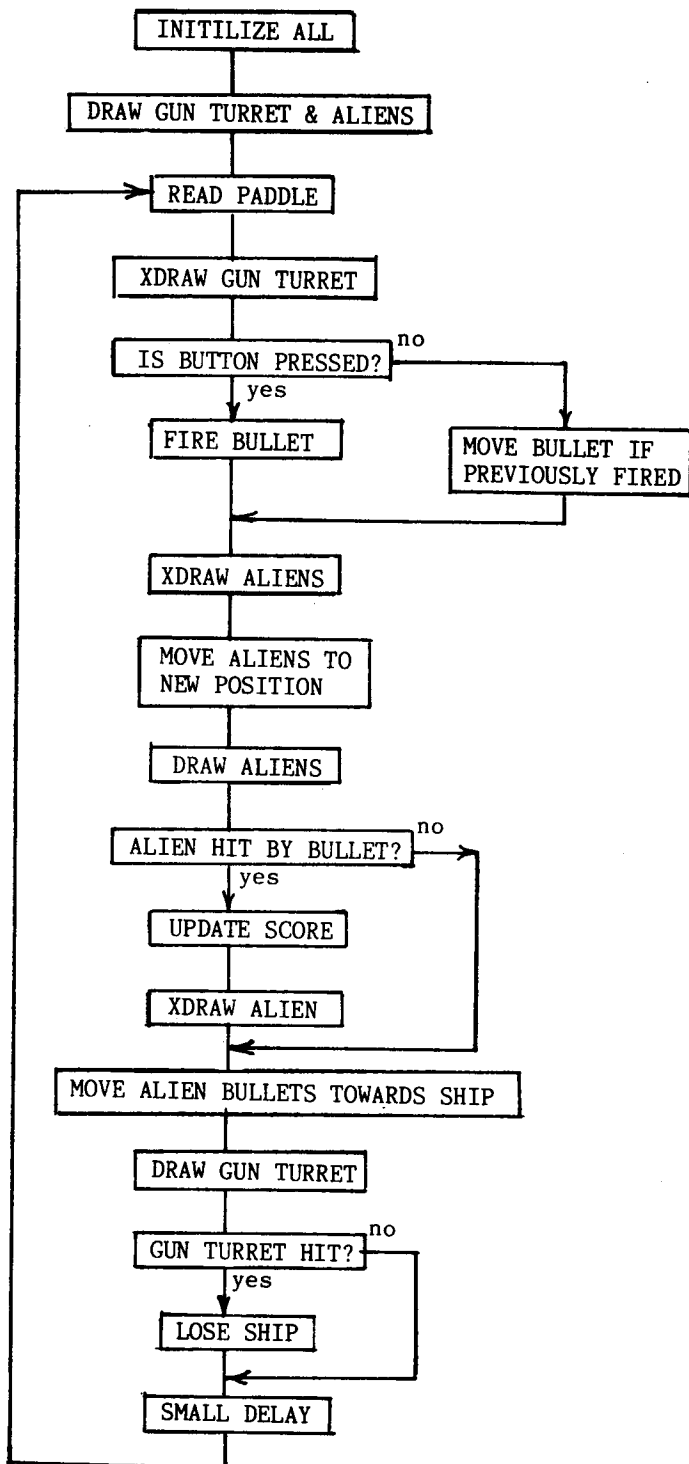 INITILIZE ALL
DRAW GUN TURRET & ALIENS
READ PADDLE
XDRAW GUN TURRET
IS BUTTON PRESSED?
no
yes
FIRE BULLET
MOVE BULLET IF
PREVIOUSLY FIRED
XDRAW ALIENS
MOVE ALIENS TO
NEW POSITION
DRAW ALIENS
ALIEN HIT BY BULLET?
no
yes
UPDATE SCORE
XDRAW ALIEN
MOVE ALIEN BULLETS TOWARDS SHIP
DRAW GUN TURRET
GUN TURRET HIT?
no
yes
LOSE SHIP
SMALL DELAY